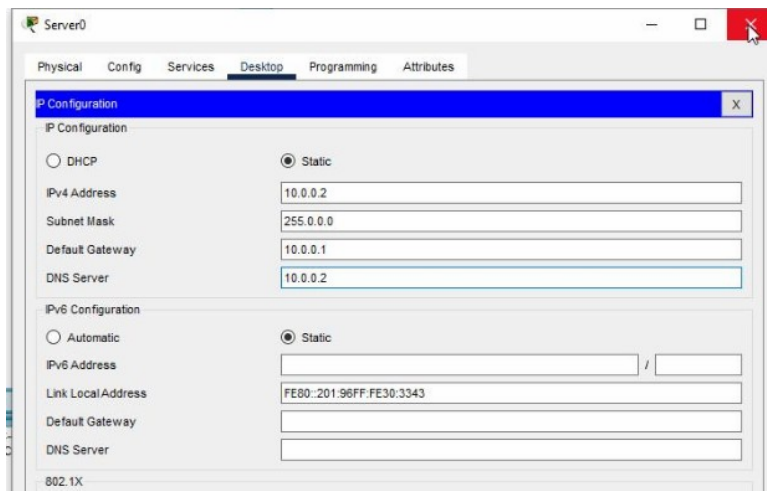 Server0
Physical Config Services Desktop Programming Attributes
IP Configuration X
IP Configuration
DHCP Static
IPv4 Address 10.0.0.2
Subnet Mask 255.0.0.0
Default Gateway 10.0.0.1
DNS Server 10.0.0.2
IPv6 Configuration
Automatic Static
IPv6 Address /
Link Local Address FE80::201:96FF:FE30:3343
Default Gateway
DNS Server
802.1X